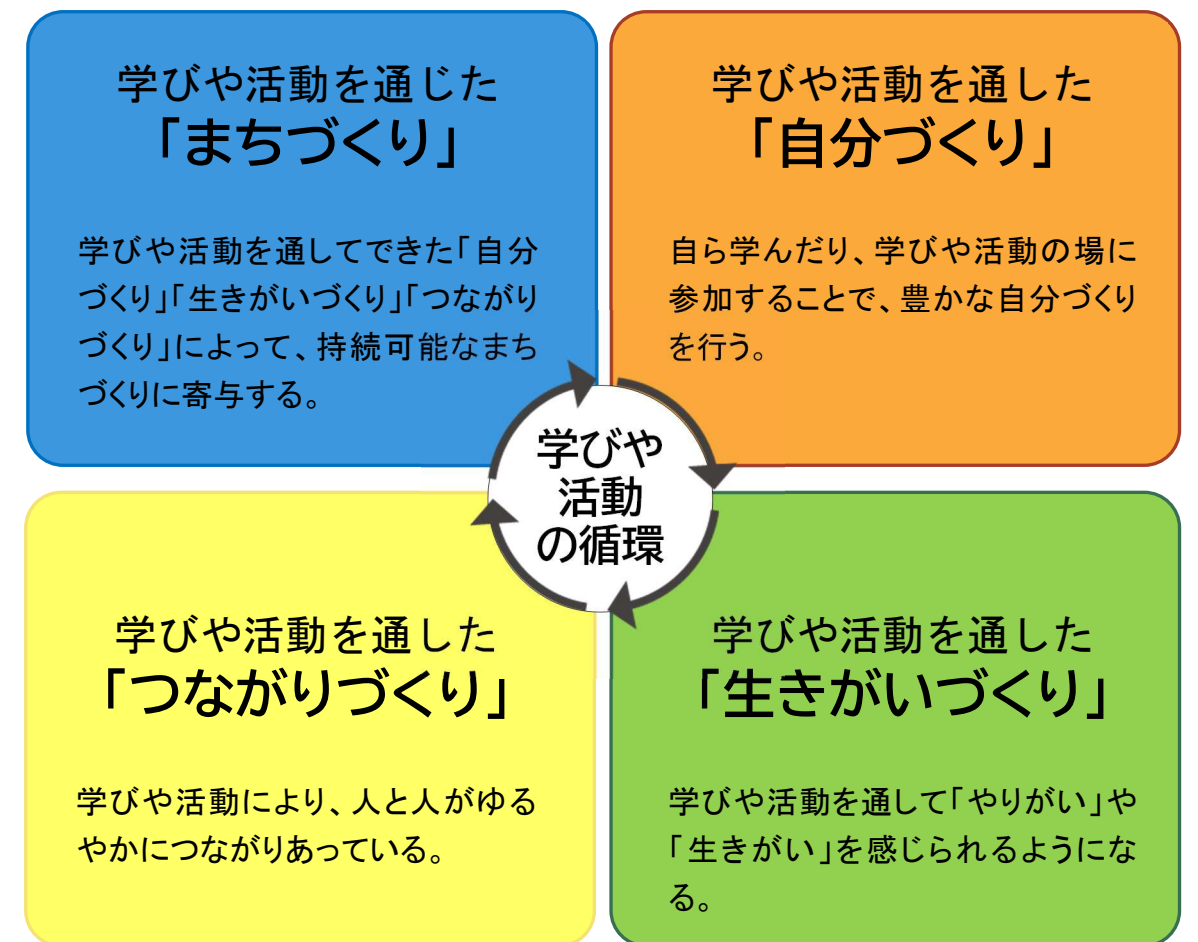 学びや活動を通じた
「まちづくり」
学びや活動を通してできた「自分
づくり」「生きがいづくり」「つながり
づくり」によって、持続可能なまち
づくりに寄与する。
学びや活動を通した
「自分づくり」
自ら学んだり、学びや活動の場に
参加することで、豊かな自分づくり
を行う。
学びや
活動
の循環
学びや活動を通した
「つながりづくり」
学びや活動により、人と人がゆる
やかにつながりあっている。
学びや活動を通した
「生きがいづくり」
学びや活動を通して「やりがい」や
「生きがい」を感じられるようにな
る。